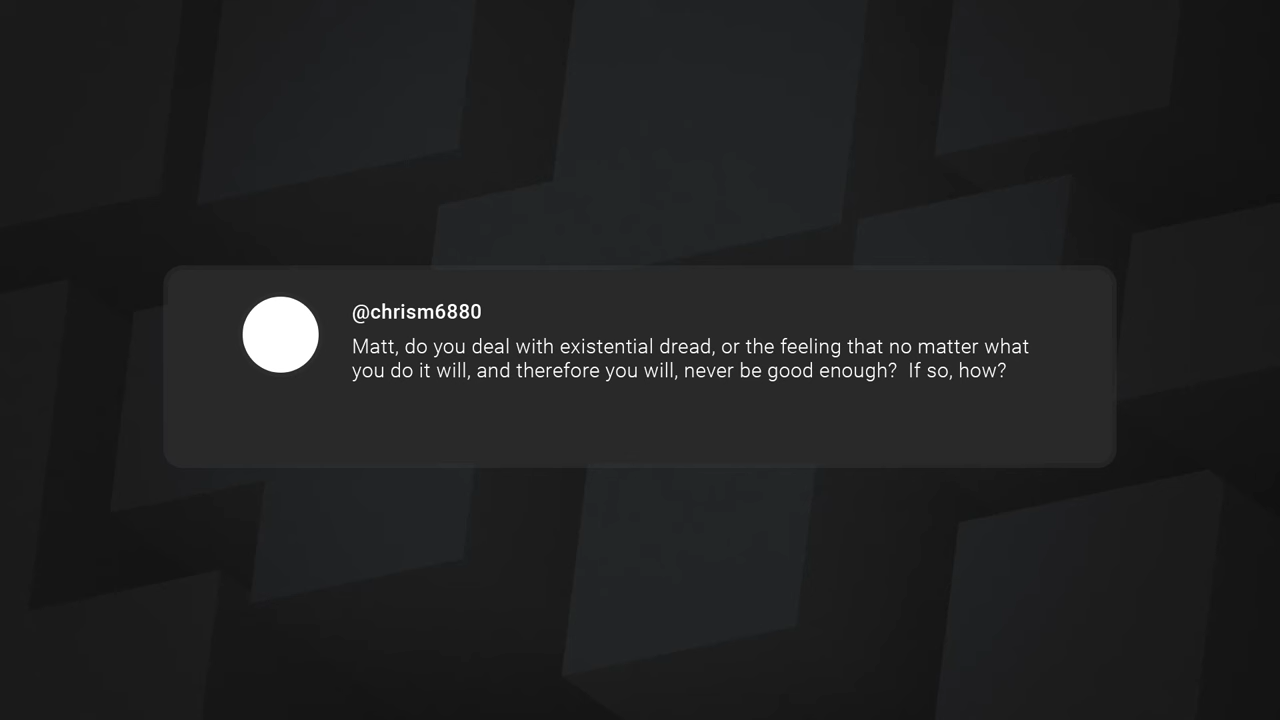 @chrism6880
Matt, do you deal with existential dread, or the feeling that no matter what
you do it will, and therefore you will, never be good enough?  If so, how?